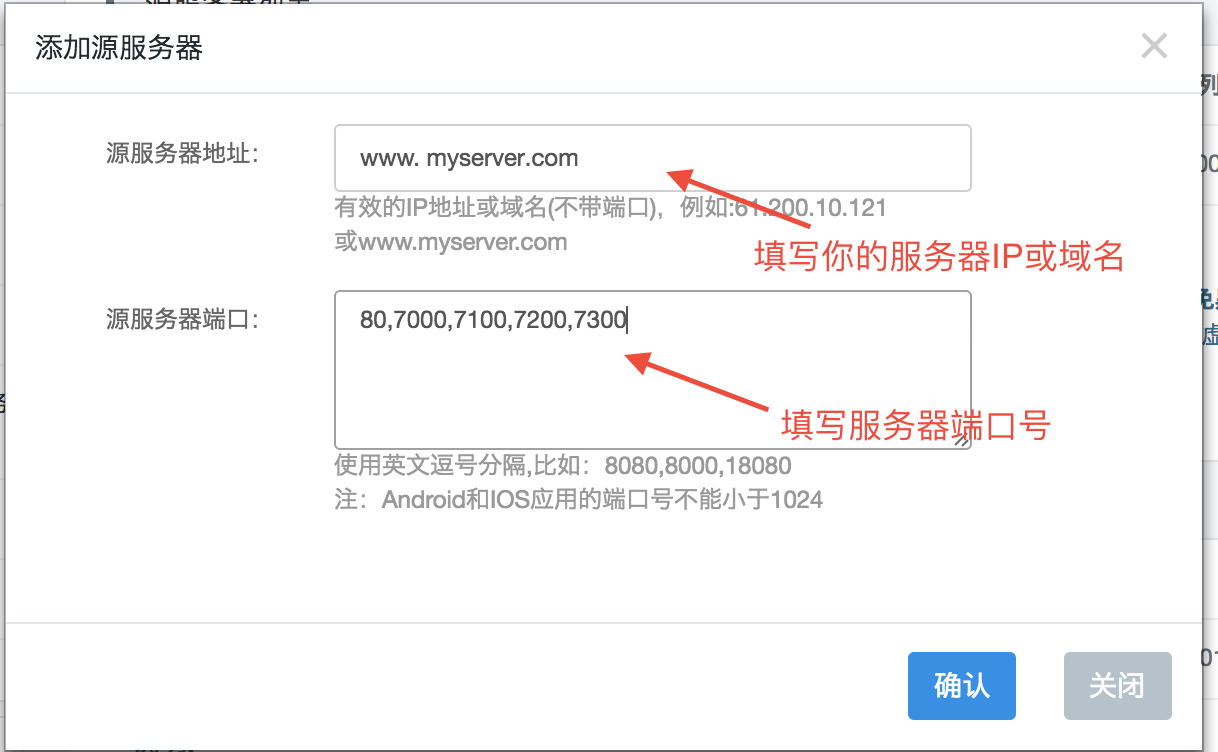 添加源服务器
源服务器地址：
www. myserver.com
有效的IP地址或域名(不带端口)，例如:61.200.10.121
或www.myserver.com
填写你的服务器IP或域名
源服务器端口：
80,7000,7100,7200,7300
填写服务器端口号
使用英文逗号分隔,比如：8080,8000,18080
注：Android和IOS应用的端口号不能小于1024
确认
关闭